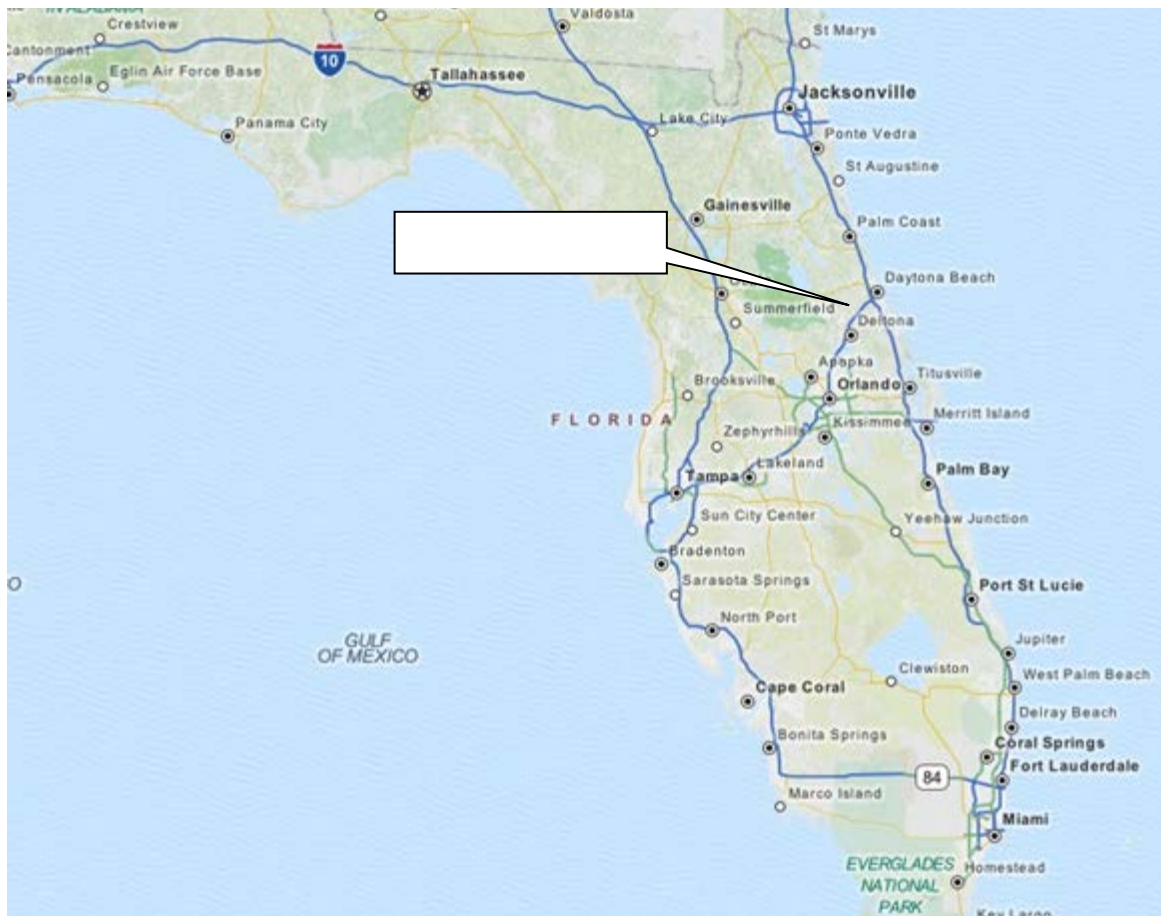 IN ALABAMA
Crestview
Valdosta
St Marys
Cantonment
10
Pensacola
Eglin Air Force Base
Tallahassee
Jacksonville
Panama City
Lake City
Ponte Vedra
St Augustine
Gainesville
Palm Coast
Daytona Beach
Summerfield
Deltona
Apopka
Titusville
Brooksville
Orlando
FLORIDA
Merritt Island
Kissimmee
Zephyrhills
Lakeland
Tampa
Palm Bay
Sun City Center
Yeehaw Junction
Bradenton
Sarasota Springs
Port St Lucie
North Port
GULF
OF MEXICO
Jupiter
Clewiston
West Palm Beach
Cape Coral
Delray Beach
Bonita Springs
Coral Springs
Fort Lauderdale
84
Marco Island
Miami
EVERGLADES
NATIONAL
PARK
Homestead
Key Largo